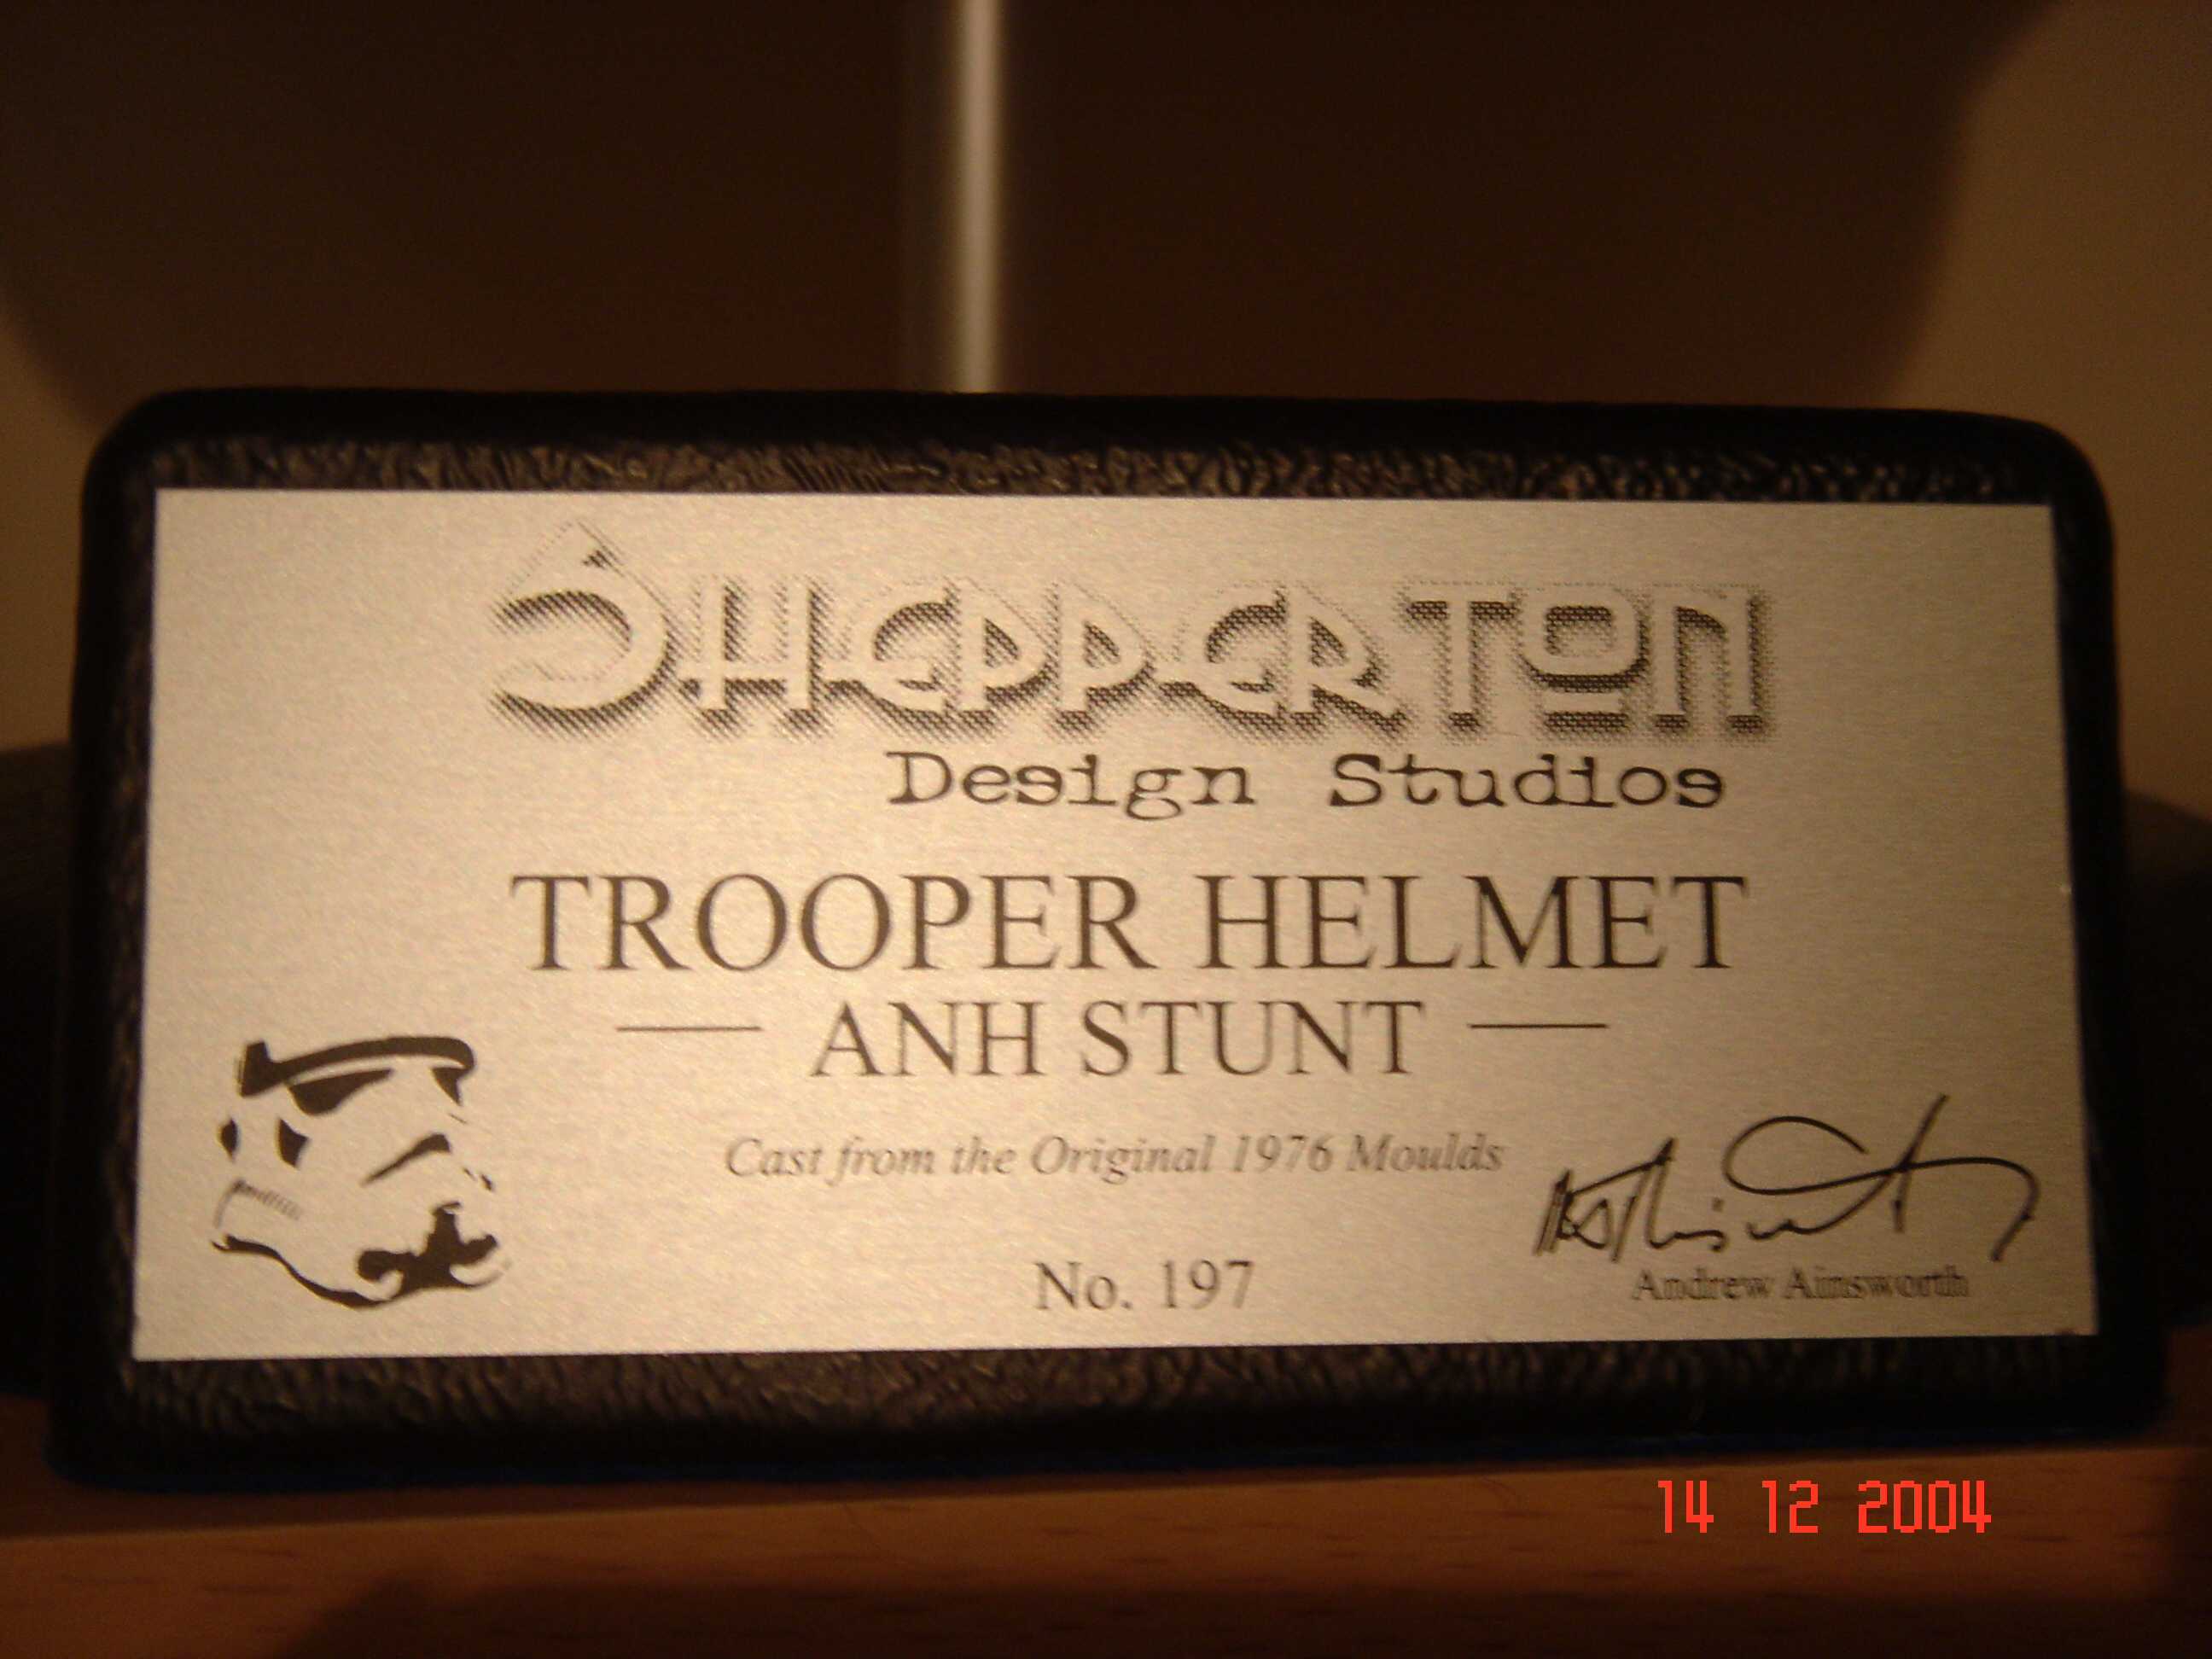 SHEPPERTON
Design Studios
TROOPER HELMET
— ANH STUNT —
Cast from the Original 1976 Moulds
No. 197
Andrew Ainsworth
14 12 2004